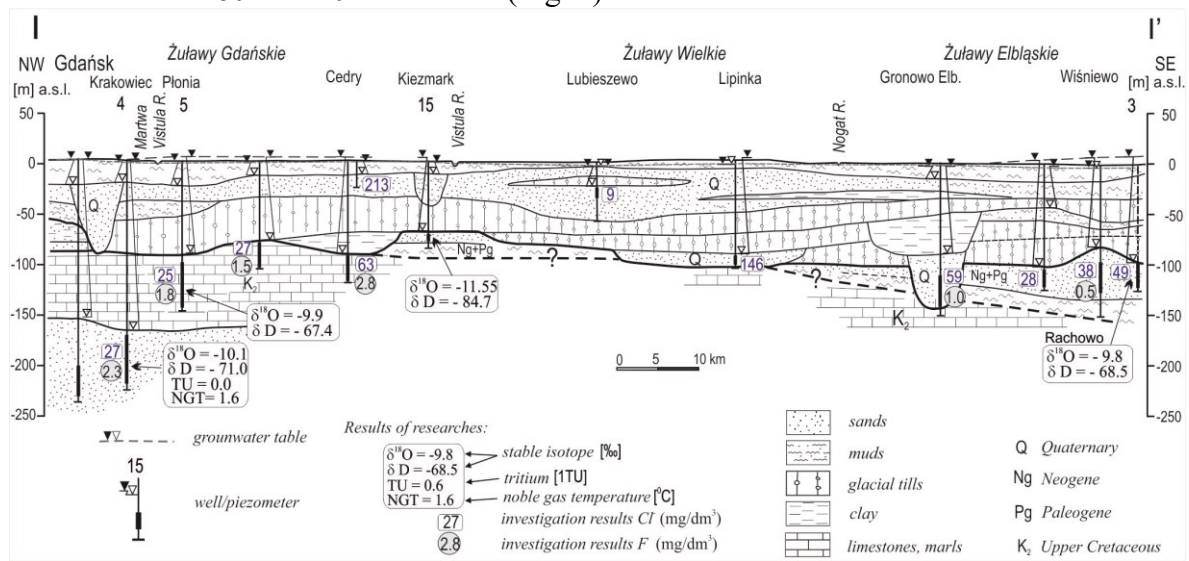 I I'
Żuławy Gdańskie Żuławy Wielkie Żuławy Elbląskie
NW Gdańsk SE
[m] a.s.l. Krakowiec Płonia Cedry Kiezmark Lubieszewo Lipinka Gronowo Elb. Wiśniewo [m] a.s.l.
4 5 15 3
Martwa Vistula R. Vistula R. Nogat R.
50 50
0 0
-50 -50
-100 -100
-150 -150
-200 -200
-250 -250
Q 213 9 Q
27 1.5 K₂ 63 2.8 Ng+Pg ? Q 146 ?
25 1.8
Q 59 1.0 Ng+Pg 28 38 0.5 49
K₂
δ¹⁸O = -11.55
δ D = - 84.7
δ¹⁸O = -9.9
δ D = - 67.4
27 2.3
δ¹⁸O = -10.1
δ D = - 71.0
TU = 0.0
NGT= 1.6
Rachowo
δ¹⁸O = - 9.8
δ D = - 68.5
0 5 10 km
grounwater table
15
well/piezometer
Results of researches:
δ¹⁸O = -9.8
δ D = -68.5
TU = 0.6
NGT = 1.6
stable isotope [‰]
tritium [1TU]
noble gas temperature [⁰C]
27 investigation results Cl (mg/dm³)
2.8 investigation results F (mg/dm³)
sands
muds
glacial tills
clay
limestones, marls
Q Quaternary
Ng Neogene
Pg Paleogene
K₂ Upper Cretaceous